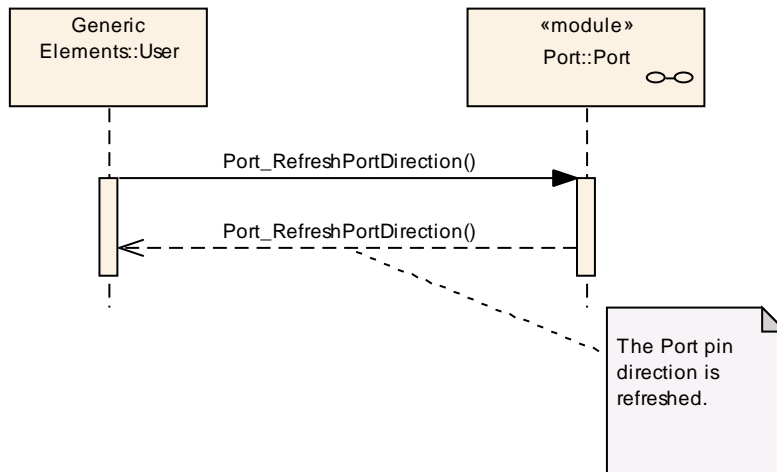 Generic
Elements::User
«module»
Port::Port
Port_RefreshPortDirection()
Port_RefreshPortDirection()
The Port pin
direction is
refreshed.